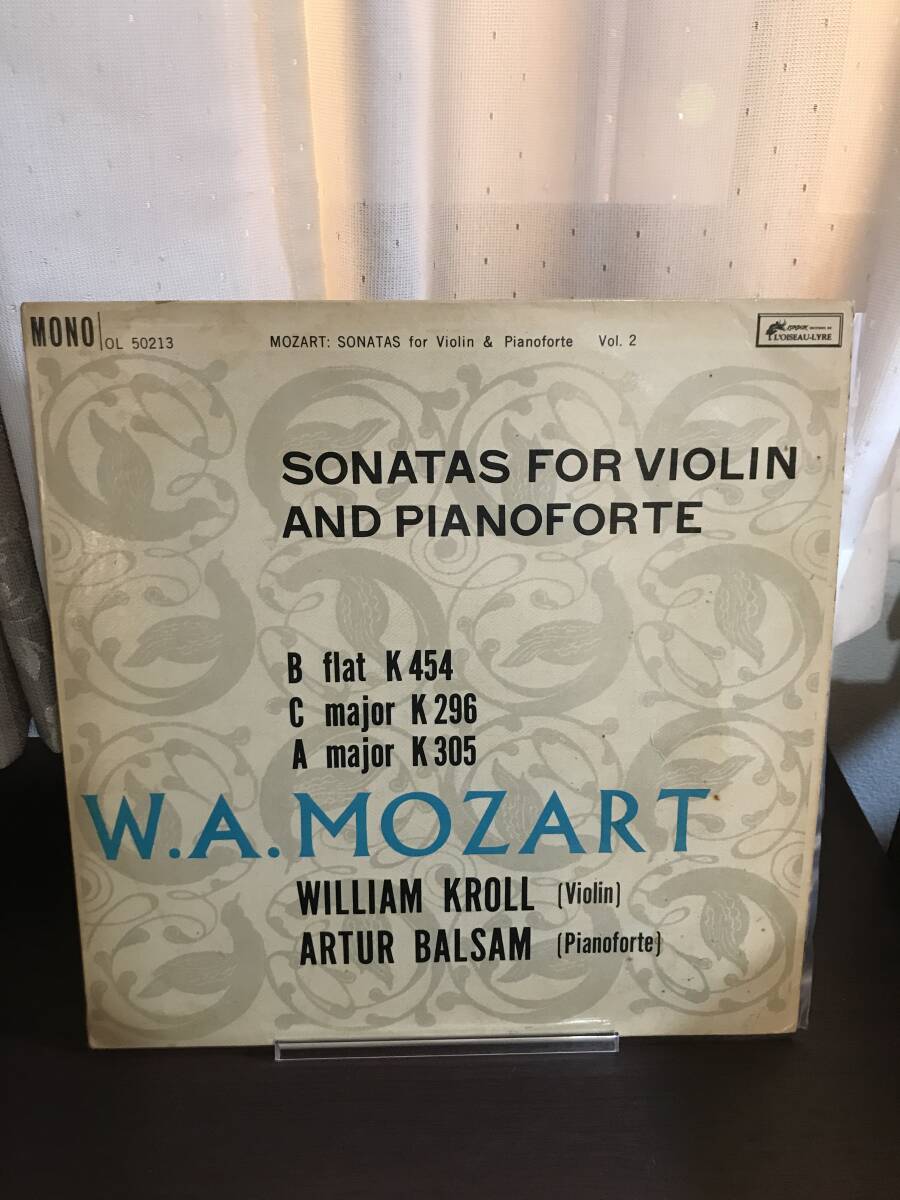 MONO OL 50213 MOZART: SONATAS for Violin & Pianoforte Vol. 2
L'OISEAU-LYRE
SONATAS FOR VIOLIN
AND PIANOFORTE
B flat K 454
C major K 296
A major K 305
W.A. MOZART
WILLIAM KROLL (Violin)
ARTUR BALSAM (Pianoforte)